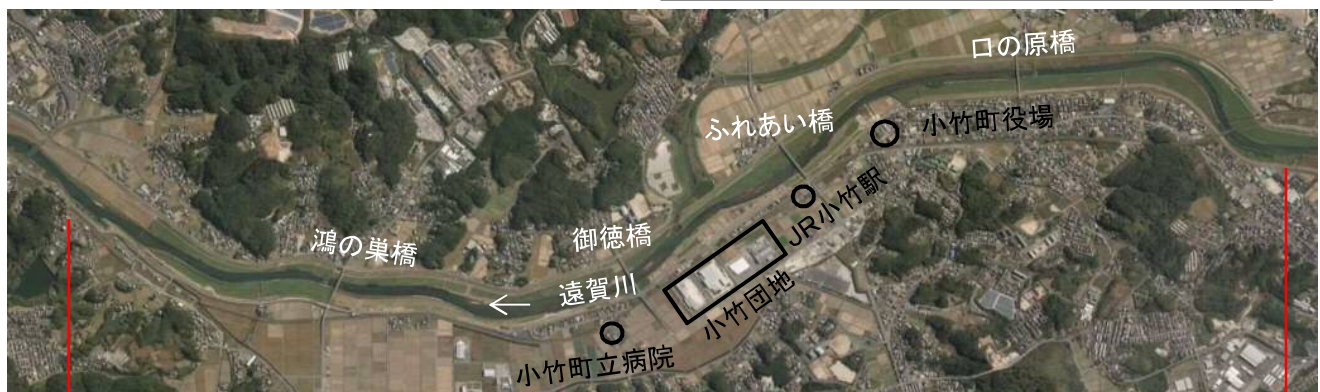 口の原橋
ふれあい橋
小竹町役場
JR小竹駅
御徳橋
鴻の巣橋
遠賀川
小竹団地
小竹町立病院